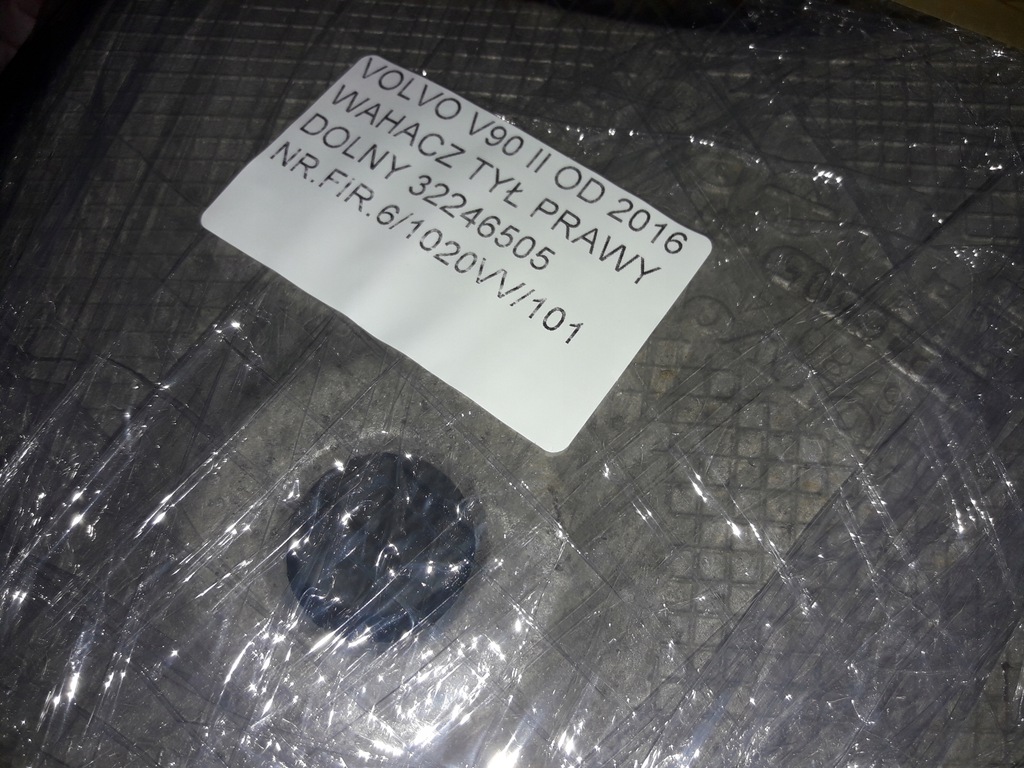 VOLVO V90 II OD 2016
WAHACZ TYŁ PRAWY
DOLNY 32246505
NR.FIR.6/1020VV/101